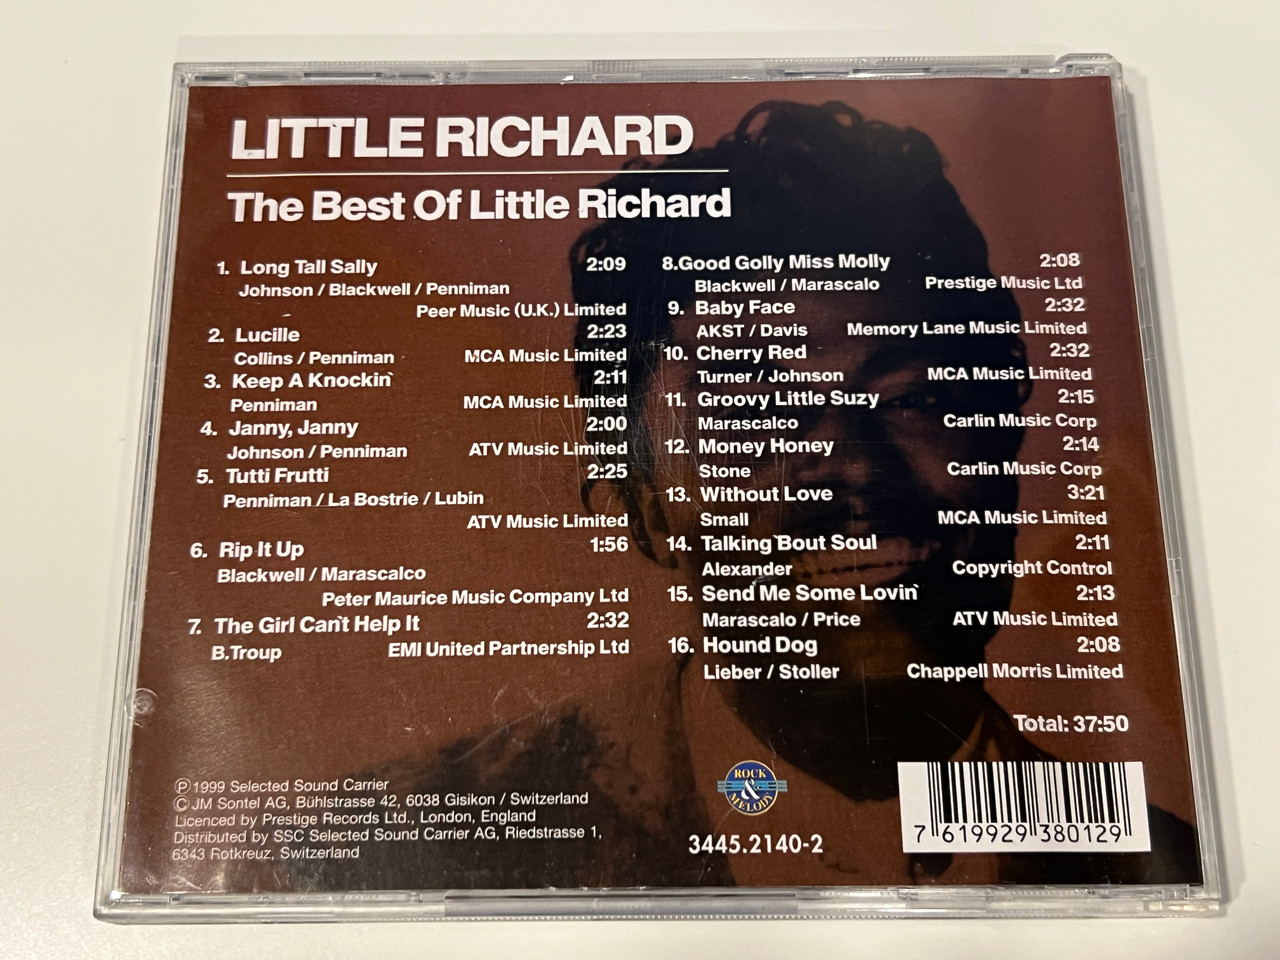 LITTLE RICHARD
The Best Of Little Richard
1. Long Tall Sally 2:09
Johnson / Blackwell / Penniman
Peer Music (U.K.) Limited
2. Lucille 2:23
Collins / Penniman MCA Music Limited
3. Keep A Knockin` 2:11
Penniman MCA Music Limited
4. Janny, Janny 2:00
Johnson / Penniman ATV Music Limited
5. Tutti Frutti 2:25
Penniman / La Bostrie / Lubin
ATV Music Limited
6. Rip It Up 1:56
Blackwell / Marascalco
Peter Maurice Music Company Ltd
7. The Girl Can`t Help It 2:32
B.Troup EMI United Partnership Ltd
8.Good Golly Miss Molly 2:08
Blackwell / Marascalo Prestige Music Ltd
9. Baby Face 2:32
AKST / Davis Memory Lane Music Limited
10. Cherry Red 2:32
Turner / Johnson MCA Music Limited
11. Groovy Little Suzy 2:15
Marascalco Carlin Music Corp
12. Money Honey 2:14
Stone Carlin Music Corp
13. Without Love 3:21
Small MCA Music Limited
14. Talking`Bout Soul 2:11
Alexander Copyright Control
15. Send Me Some Lovin` 2:13
Marascalo / Price ATV Music Limited
16. Hound Dog 2:08
Lieber / Stoller Chappell Morris Limited
Total: 37:50
℗ 1999 Selected Sound Carrier
© JM Sontel AG, Bühlstrasse 42, 6038 Gisikon / Switzerland
Licenced by Prestige Records Ltd., London, England
Distributed by SSC Selected Sound Carrier AG, Riedstrasse 1,
6343 Rotkreuz, Switzerland
ROCK
&
MELODY
3445.2140-2
7 619929 380129